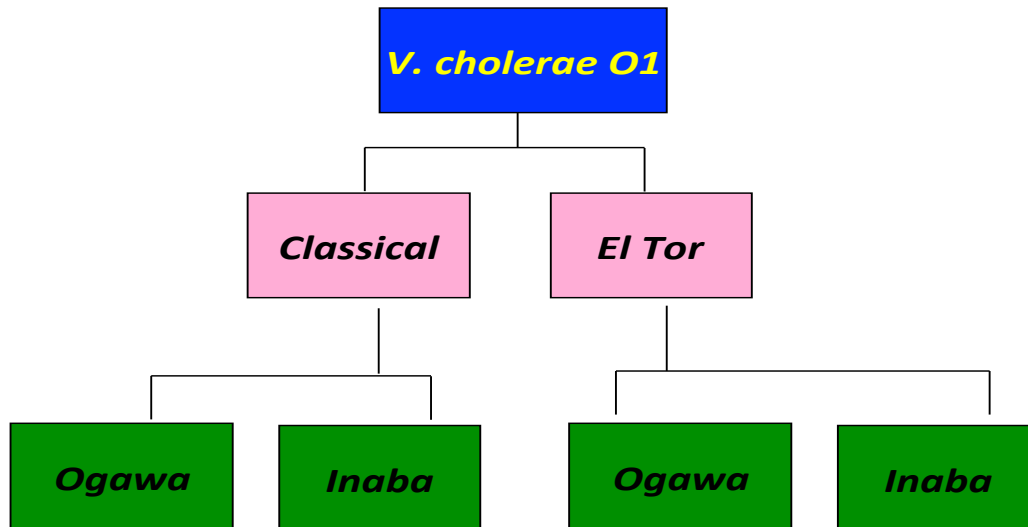 V. cholerae O1
Classical
El Tor
Ogawa
Inaba
Ogawa
Inaba